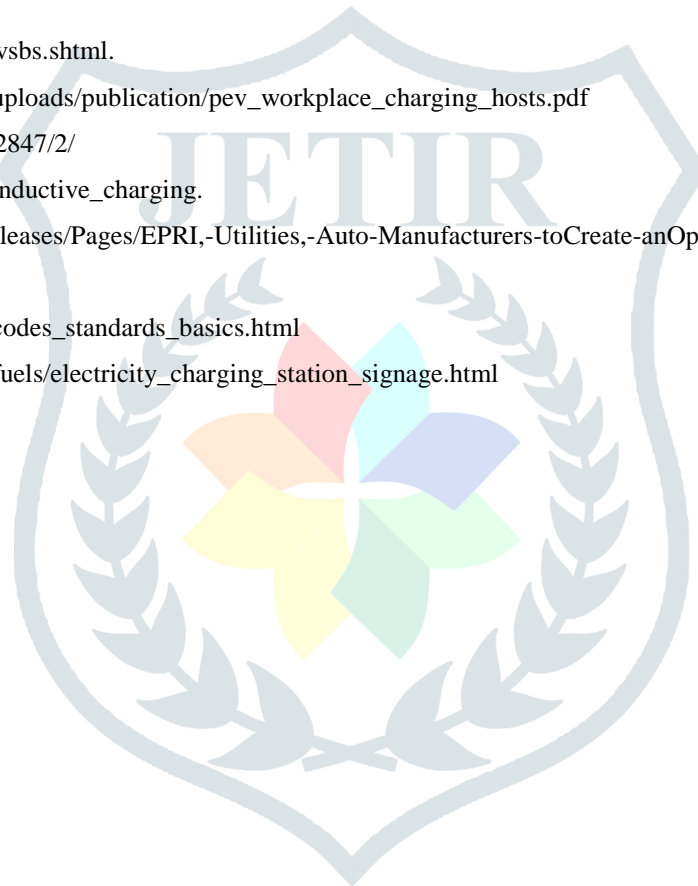 wsbs.shtml.
uploads/publication/pev_workplace_charging_hosts.pdf
2847/2/
nductive_charging.
JETIR
leases/Pages/EPRI,-Utilities,-Auto-Manufacturers-toCreate-anOp
codes_standards_basics.html
fuels/electricity_charging_station_signage.html